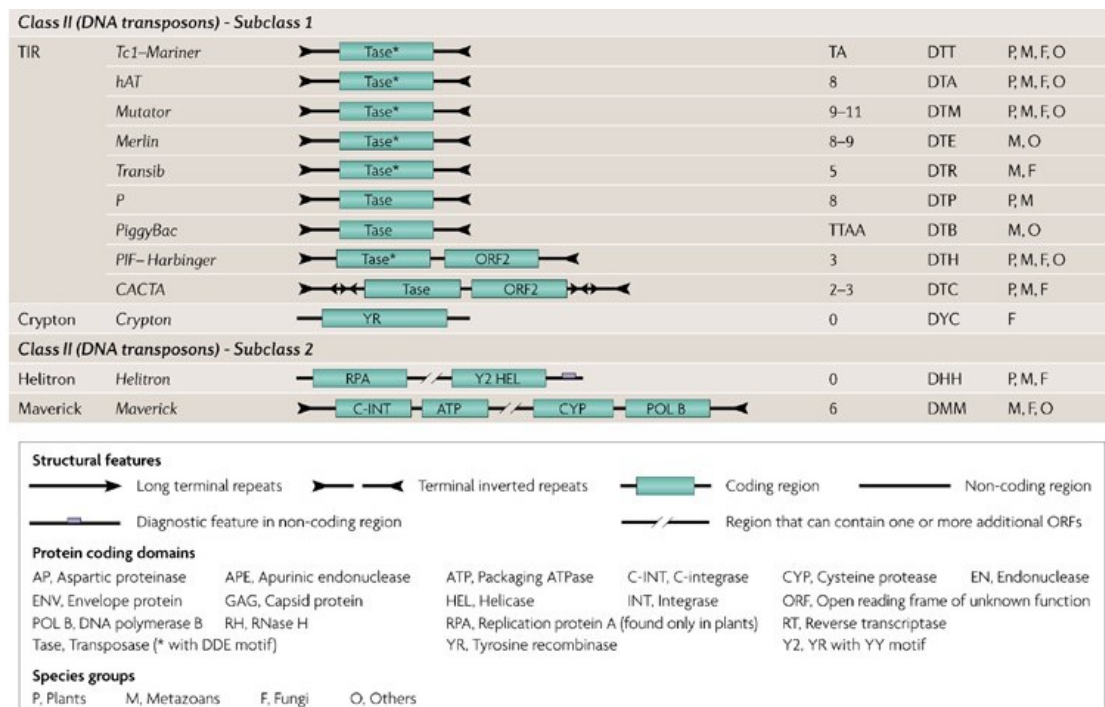 Class II (DNA transposons) - Subclass 1
TIR Tc1–Mariner Tase* TA DTT P, M, F, O
hAT Tase* 8 DTA P, M, F, O
Mutator Tase* 9–11 DTM P, M, F, O
Merlin Tase* 8–9 DTE M, O
Transib Tase* 5 DTR M, F
P Tase 8 DTP P, M
PiggyBac Tase TTAA DTB M, O
PIF–Harbinger Tase* ORF2 3 DTH P, M, F, O
CACTA Tase ORF2 2–3 DTC P, M, F
Crypton Crypton YR 0 DYC F
Class II (DNA transposons) - Subclass 2
Helitron Helitron RPA Y2 HEL 0 DHH P, M, F
Maverick Maverick C-INT ATP CYP POL B 6 DMM M, F, O
Structural features
Long terminal repeats Terminal inverted repeats Coding region Non-coding region
Diagnostic feature in non-coding region Region that can contain one or more additional ORFs
Protein coding domains
AP, Aspartic proteinase APE, Apurinic endonuclease ATP, Packaging ATPase C-INT, C-integrase CYP, Cysteine protease EN, Endonuclease
ENV, Envelope protein GAG, Capsid protein HEL, Helicase INT, Integrase ORF, Open reading frame of unknown function
POL B, DNA polymerase B RH, RNase H RPA, Replication protein A (found only in plants) RT, Reverse transcriptase
Tase, Transposase (* with DDE motif) YR, Tyrosine recombinase Y2, YR with YY motif
Species groups
P, Plants M, Metazoans F, Fungi O, Others